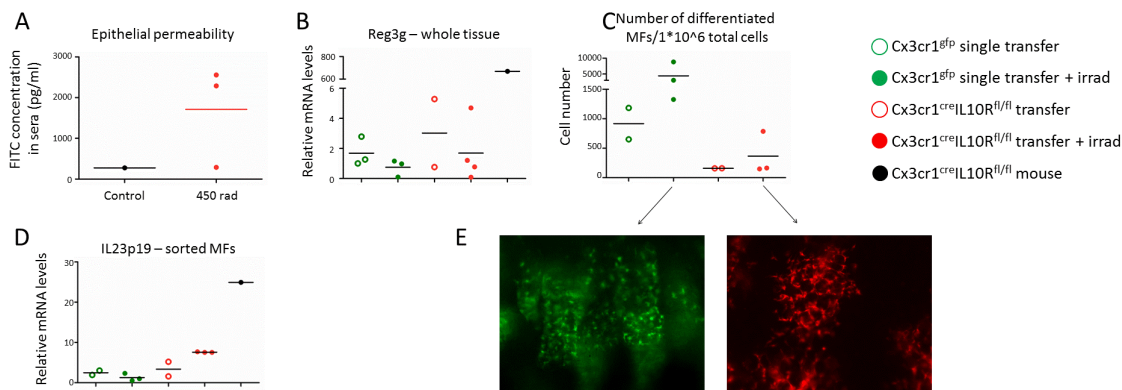 A
Epithelial permeability
FITC concentration
in sera (pg/ml)
3000
2000
1000
0
Control
450 rad
B
Reg3g – whole tissue
Relative mRNA levels
800
600
6
4
2
0
C
Number of differentiated
MFs/1*10^6 total cells
Cell number
10000
5000
1500
1000
500
0
Cx3cr1gfp single transfer
Cx3cr1gfp single transfer + irrad
Cx3cr1creIL10Rfl/fl transfer
Cx3cr1creIL10Rfl/fl transfer + irrad
Cx3cr1creIL10Rfl/fl mouse
D
IL23p19 – sorted MFs
Relative mRNA levels
30
20
10
0
E